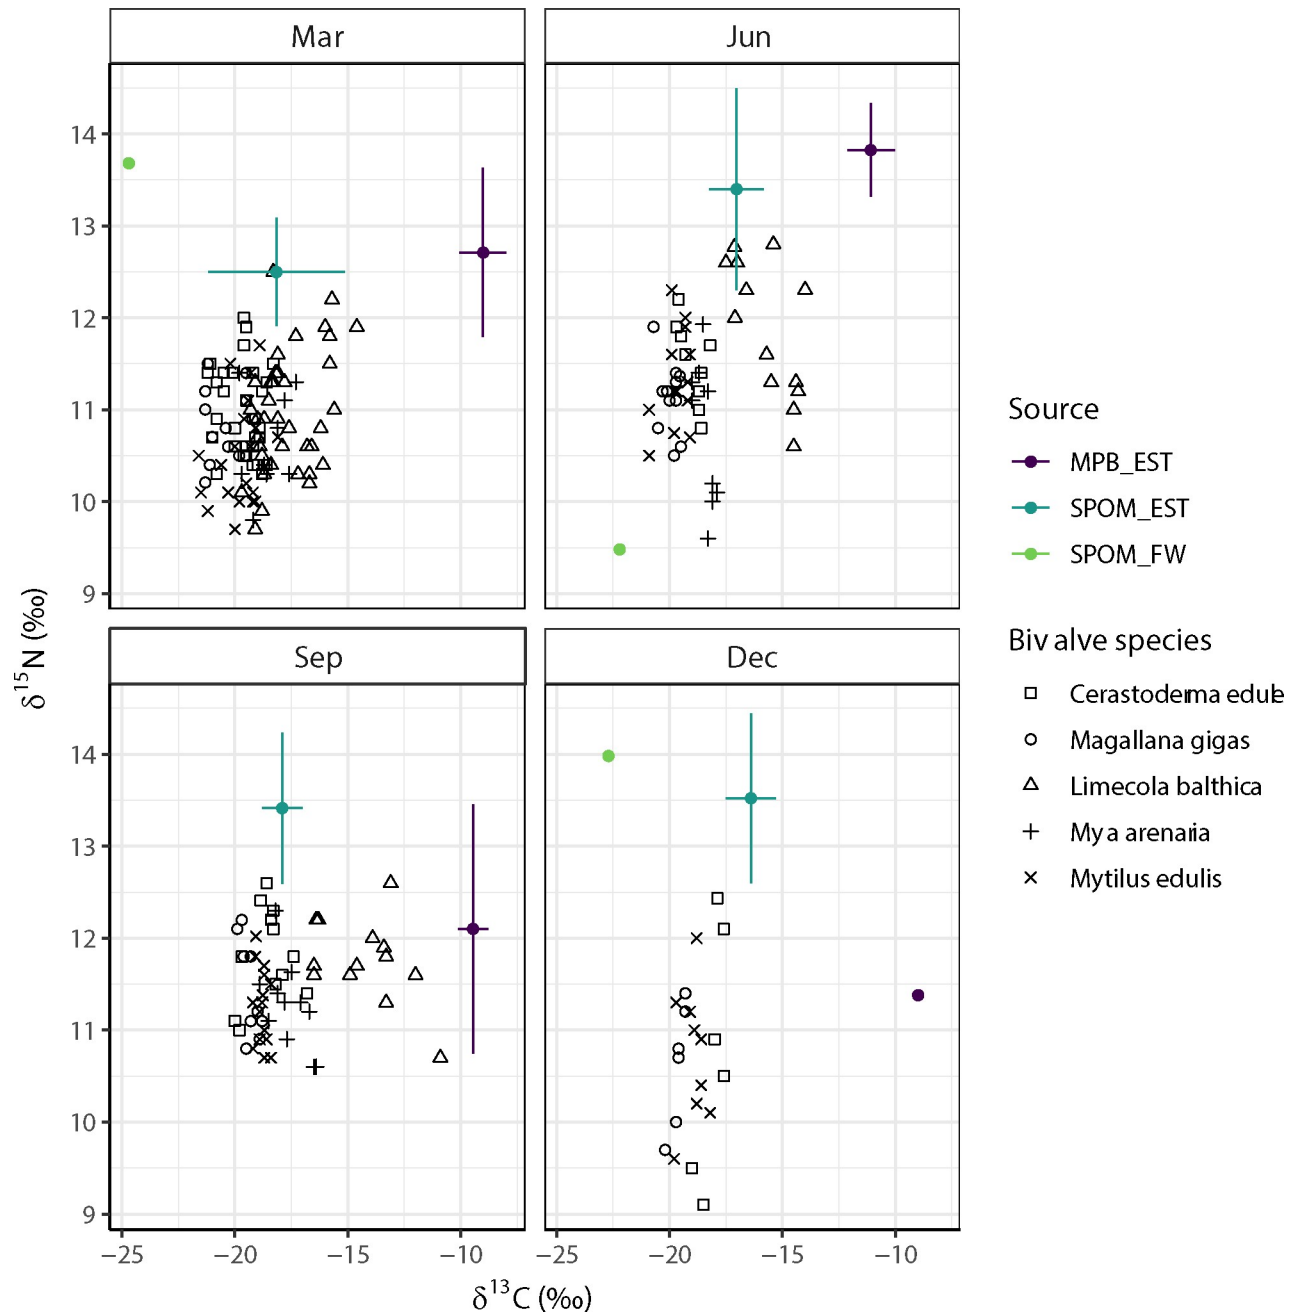 Mar
Jun
14
13
12
11
10
9
Sep
Dec
14
13
12
11
10
9
−25 −20 −15 −10
−25 −20 −15 −10
δ15N (‰)
δ13C (‰)
Source
MPB_EST
SPOM_EST
SPOM_FW
Biv alve species
Cerastoderma edule
Magallana gigas
Limecola balthica
My a arenaria
Mytilus edulis